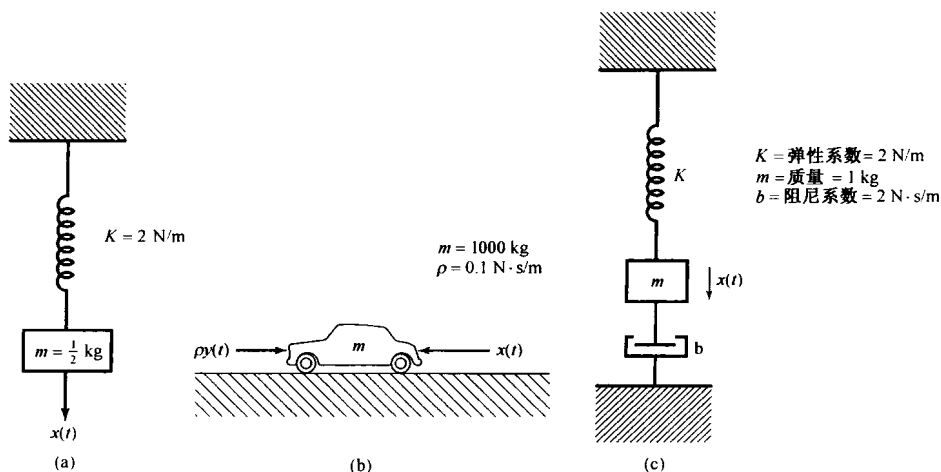 K = 2 N/m
m = 1/2 kg
x(t)
(a)
m = 1000 kg
ρ = 0.1 N·s/m
ρy(t)
m
x(t)
(b)
K
m
x(t)
b
(c)
K = 弹性系数 = 2 N/m
m = 质量 = 1 kg
b = 阻尼系数 = 2 N·s/m